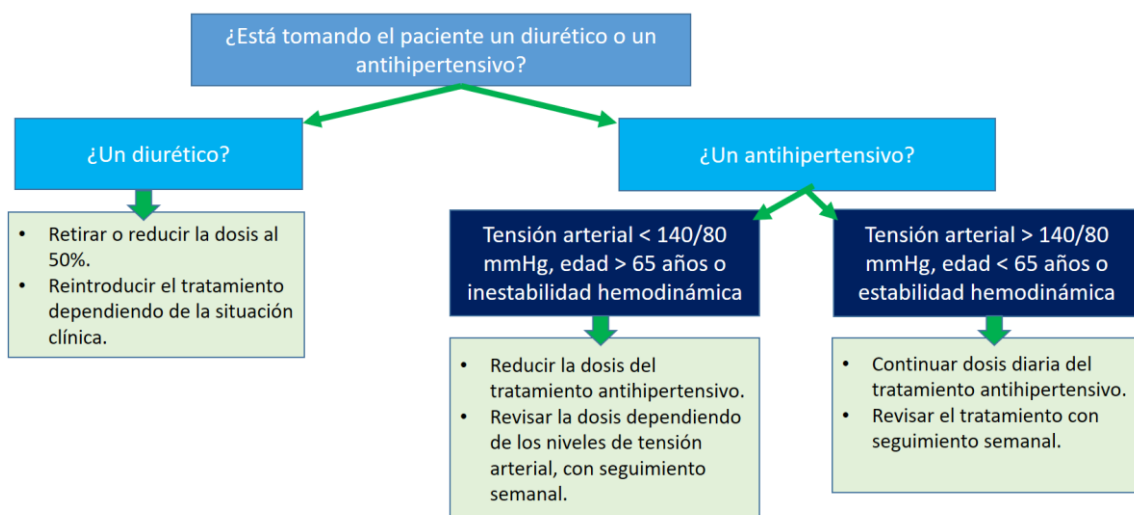 ¿Está tomando el paciente un diurético o un
antihipertensivo?
¿Un diurético?
¿Un antihipertensivo?
• Retirar o reducir la dosis al
50%.
• Reintroducir el tratamiento
dependiendo de la situación
clínica.
Tensión arterial < 140/80
mmHg, edad > 65 años o
inestabilidad hemodinámica
Tensión arterial > 140/80
mmHg, edad < 65 años o
estabilidad hemodinámica
• Reducir la dosis del
tratamiento antihipertensivo.
• Revisar la dosis dependiendo
de los niveles de tensión
arterial, con seguimiento
semanal.
• Continuar dosis diaria del
tratamiento antihipertensivo.
• Revisar el tratamiento con
seguimiento semanal.